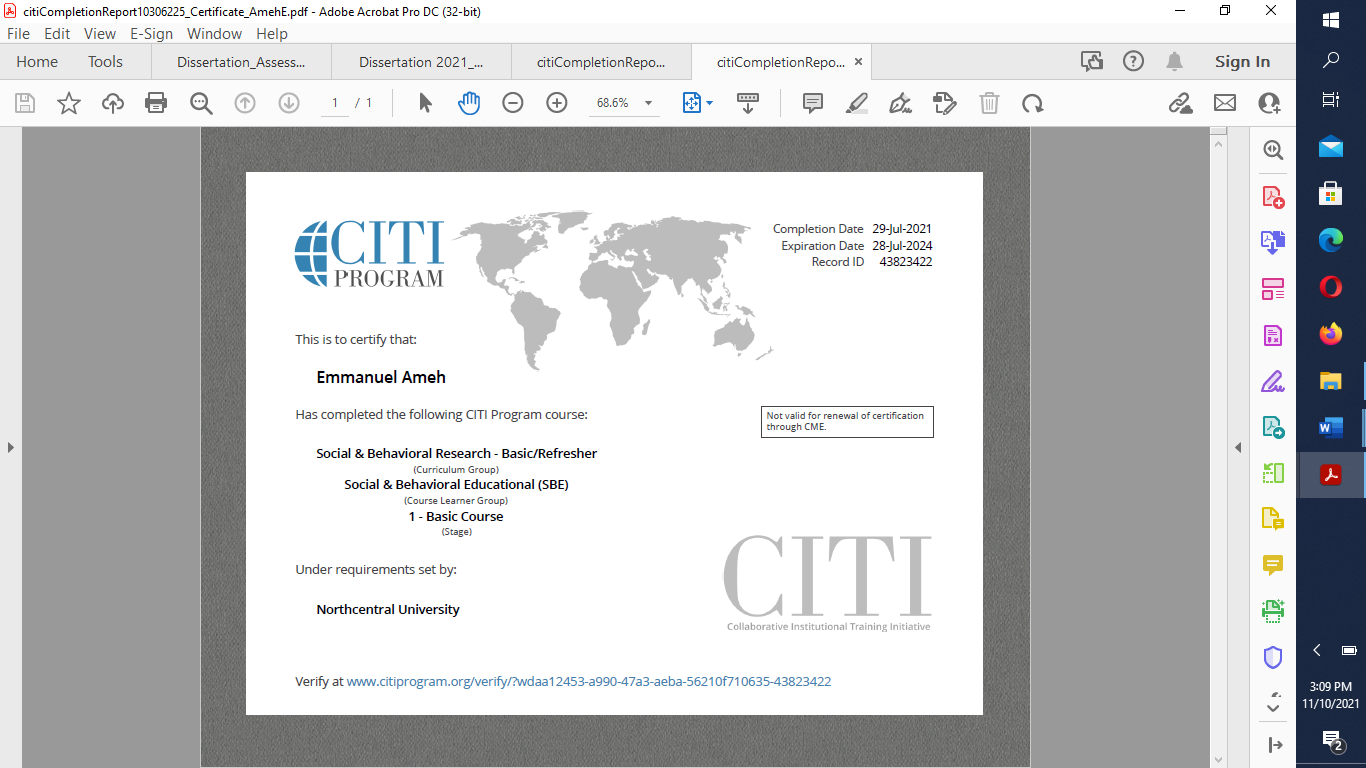 citiCompletionReport10306225_Certificate_AmehE.pdf - Adobe Acrobat Pro DC (32-bit)
File Edit View E-Sign Window Help
Home Tools Dissertation_Assess... Dissertation 2021_... citiCompletionRepo... citiCompletionRepo... × Sign In
1 / 1 68.6%
CITI
PROGRAM
Completion Date 29-Jul-2021
Expiration Date 28-Jul-2024
Record ID 43823422
This is to certify that:
Emmanuel Ameh
Has completed the following CITI Program course:
Not valid for renewal of certification
through CME.
Social & Behavioral Research - Basic/Refresher
(Curriculum Group)
Social & Behavioral Educational (SBE)
(Course Learner Group)
1 - Basic Course
(Stage)
Under requirements set by:
Northcentral University
CITI
Collaborative Institutional Training Initiative
Verify at www.citiprogram.org/verify/?wdaa12453-a990-47a3-aeba-56210f710635-43823422
3:09 PM
11/10/2021
2